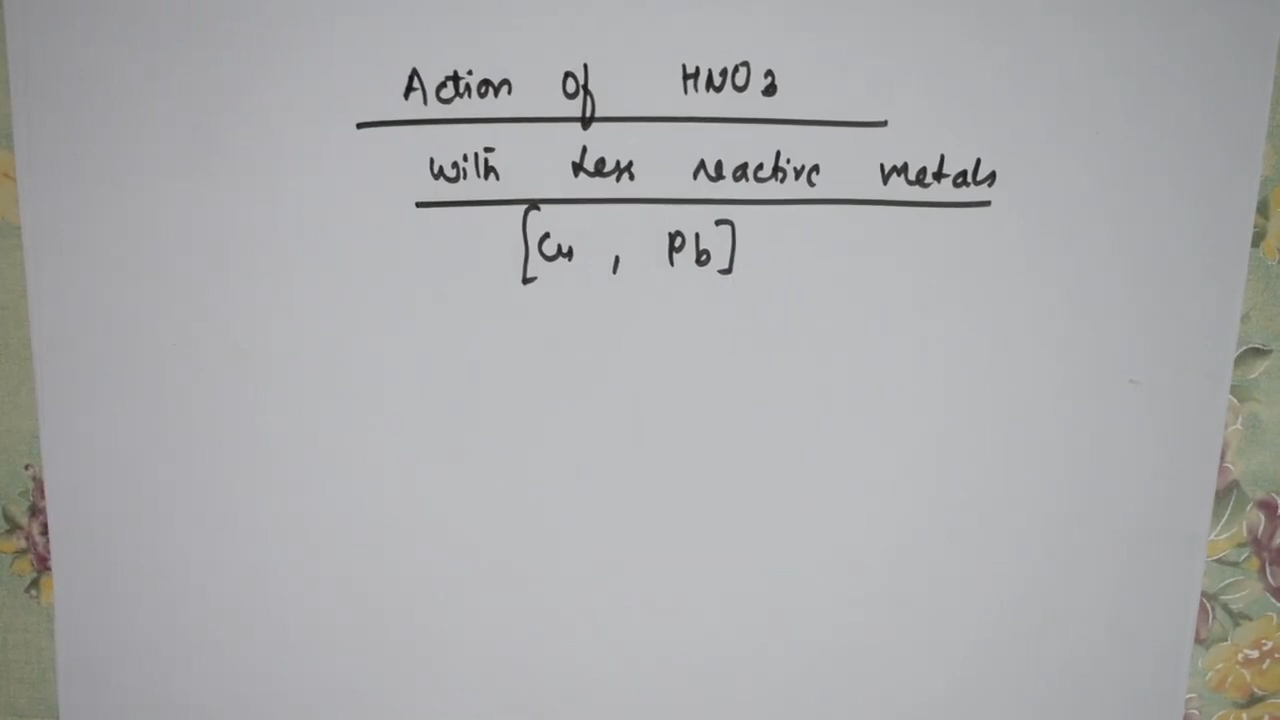 Action Of HNO3
with Less reactive metals
[Cu, Pb]